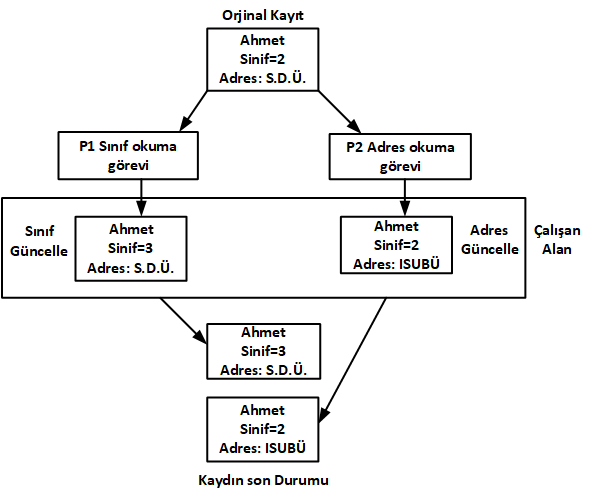 Orjinal Kayıt
Ahmet
Sinif=2
Adres: S.D.Ü.
P1 Sınıf okuma
görevi
P2 Adres okuma
görevi
Sınıf
Güncelle
Ahmet
Sinif=3
Adres: S.D.Ü.
Ahmet
Sinif=2
Adres: ISUBÜ
Adres
Güncelle
Çalışan
Alan
Ahmet
Sinif=3
Adres: S.D.Ü.
Ahmet
Sinif=2
Adres: ISUBÜ
Kaydın son Durumu